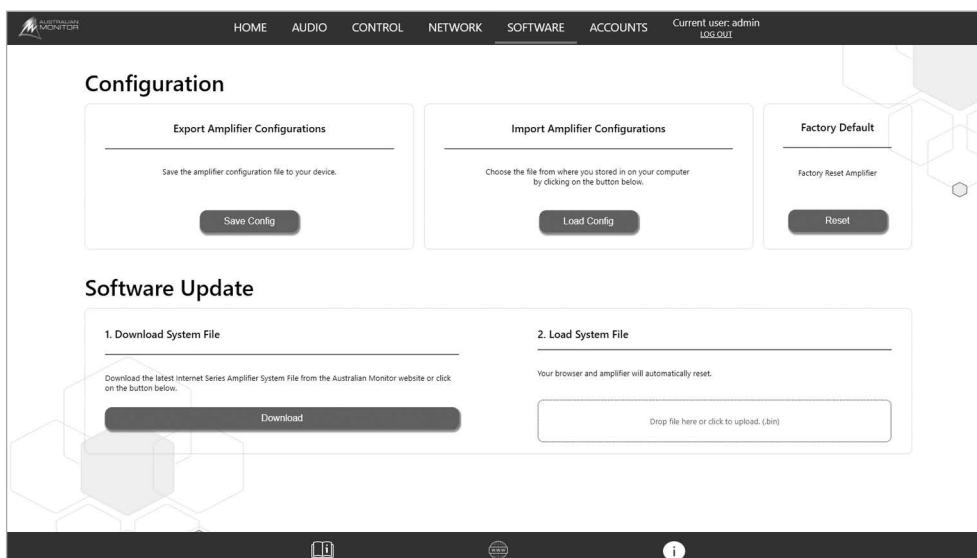 AUSTRALIAN
MONITOR
HOME AUDIO CONTROL NETWORK SOFTWARE ACCOUNTS Current user: admin
LOG OUT
Configuration
Export Amplifier Configurations
Save the amplifier configuration file to your device.
Save Config
Import Amplifier Configurations
Choose the file from where you stored in on your computer
by clicking on the button below.
Load Config
Factory Default
Factory Reset Amplifier
Reset
Software Update
1. Download System File
Download the latest Internet Series Amplifier System File from the Australian Monitor website or click
on the button below.
Download
2. Load System File
Your browser and amplifier will automatically reset.
Drop file here or click to upload. (.bin)
i
www
i